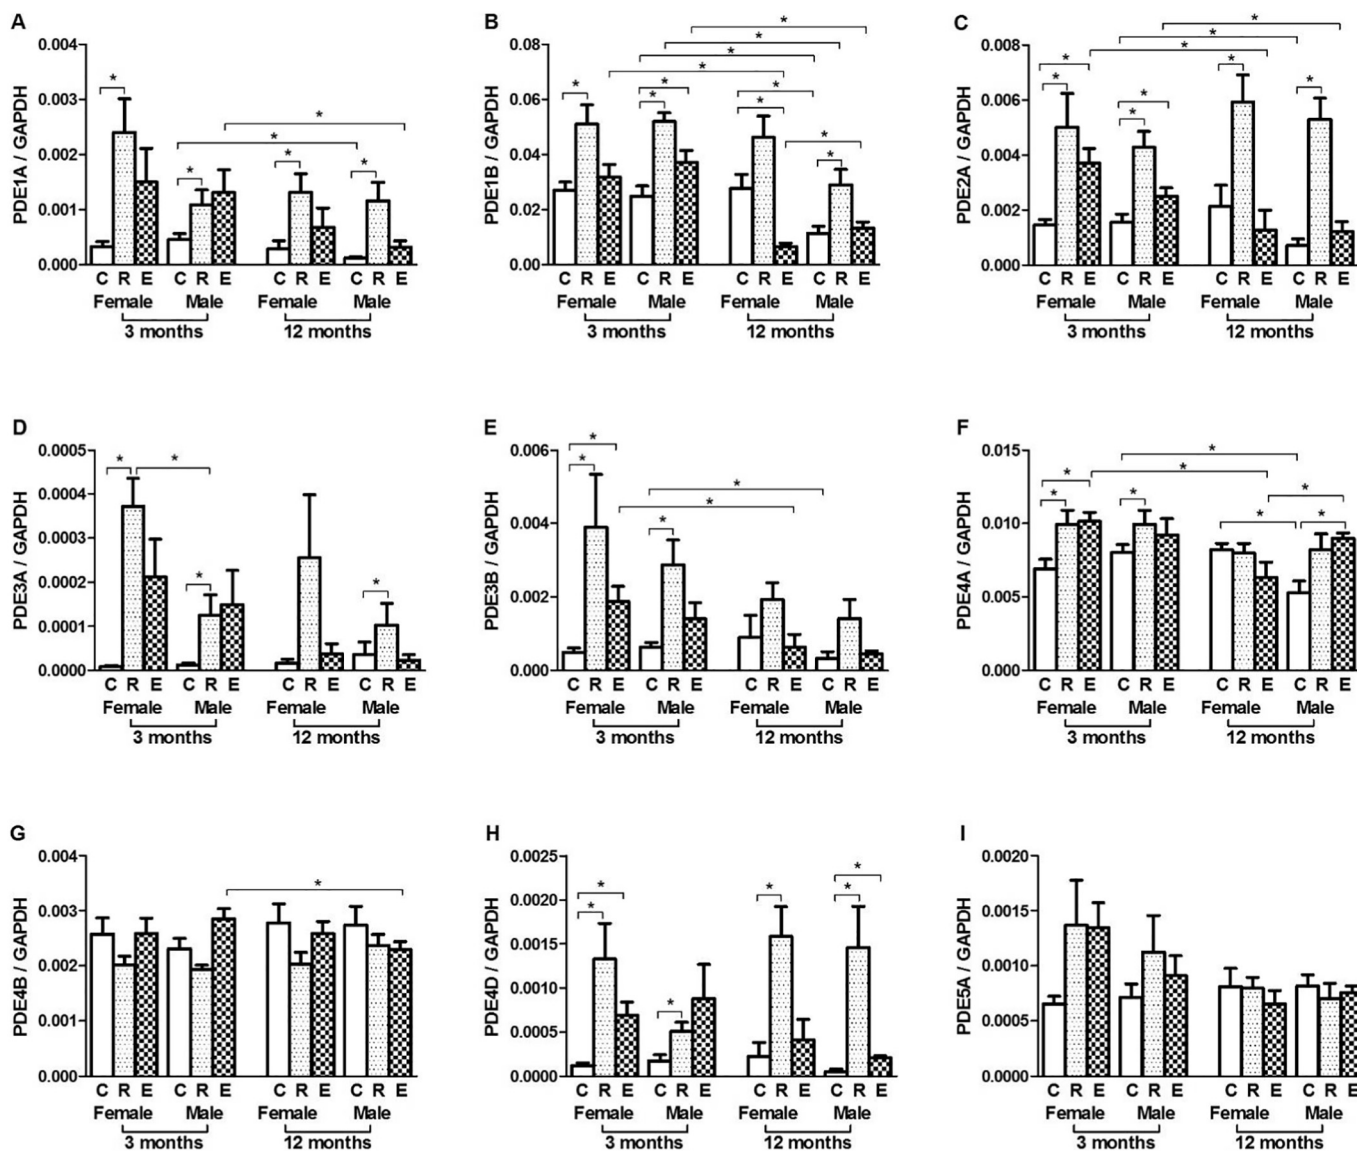 A
PDE1A / GAPDH
0.004
0.003
0.002
0.001
0.000
*
*
*
*
*
*
C R E C R E C R E C R E
Female Male Female Male
3 months 12 months
B
PDE1B / GAPDH
0.08
0.06
0.04
0.02
0.00
*
*
*
*
*
*
*
*
*
*
*
C R E C R E C R E C R E
Female Male Female Male
3 months 12 months
C
PDE2A / GAPDH
0.008
0.006
0.004
0.002
0.000
*
*
*
*
*
*
*
*
*
C R E C R E C R E C R E
Female Male Female Male
3 months 12 months
D
PDE3A / GAPDH
0.0005
0.0004
0.0003
0.0002
0.0001
0.0000
*
*
*
*
C R E C R E C R E C R E
Female Male Female Male
3 months 12 months
E
PDE3B / GAPDH
0.006
0.004
0.002
0.000
*
*
*
*
*
C R E C R E C R E C R E
Female Male Female Male
3 months 12 months
F
PDE4A / GAPDH
0.015
0.010
0.005
0.000
*
*
*
*
*
*
*
*
C R E C R E C R E C R E
Female Male Female Male
3 months 12 months
G
PDE4B / GAPDH
0.004
0.003
0.002
0.001
0.000
*
C R E C R E C R E C R E
Female Male Female Male
3 months 12 months
H
PDE4D / GAPDH
0.0025
0.0020
0.0015
0.0010
0.0005
0.0000
*
*
*
*
*
*
C R E C R E C R E C R E
Female Male Female Male
3 months 12 months
I
PDE5A / GAPDH
0.0020
0.0015
0.0010
0.0005
0.0000
C R E C R E C R E C R E
Female Male Female Male
3 months 12 months